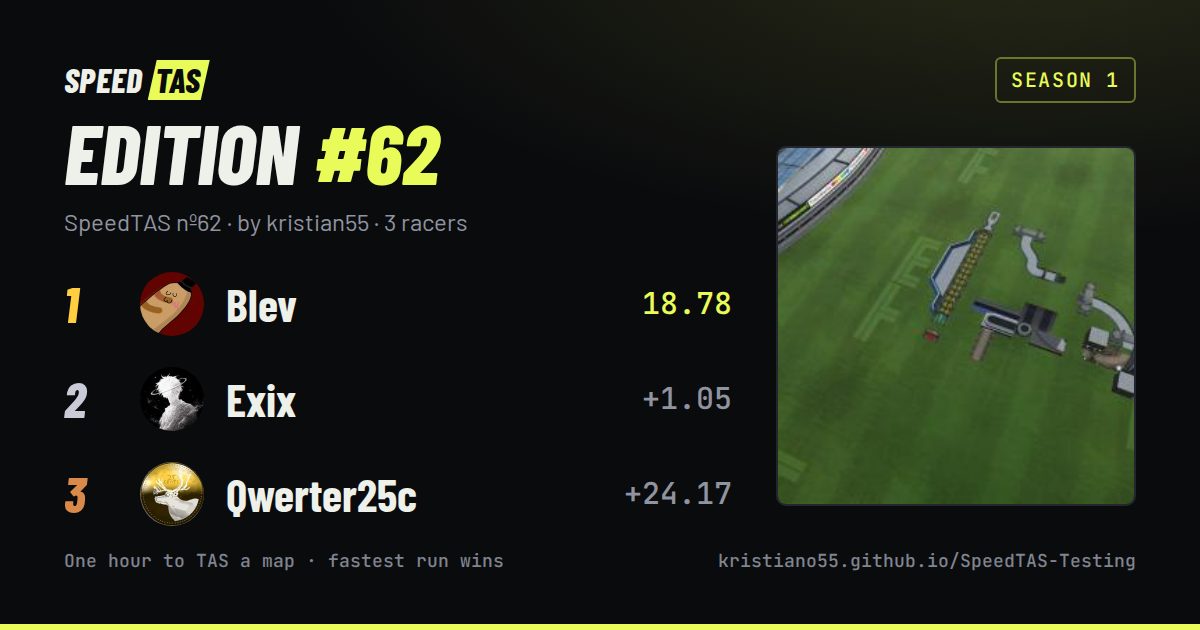 SPEED TAS
SEASON 1
EDITION #62
SpeedTAS nº62 · by kristian55 · 3 racers
1 Blev 18.78
2 Exix +1.05
3 Qwerter25c +24.17
One hour to TAS a map · fastest run wins
kristiano55.github.io/SpeedTAS-Testing